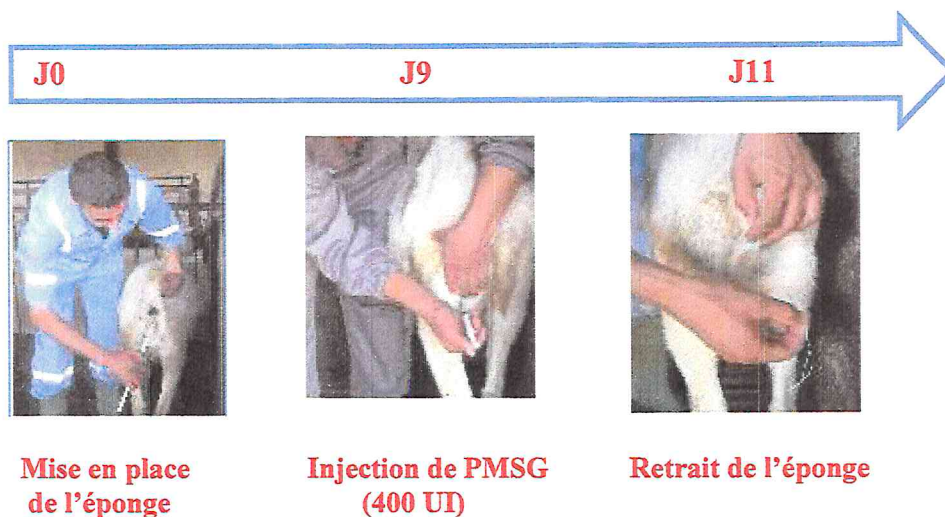 J0
J9
J11
Mise en place
de l’éponge
Injection de PMSG
(400 UI)
Retrait de l’éponge